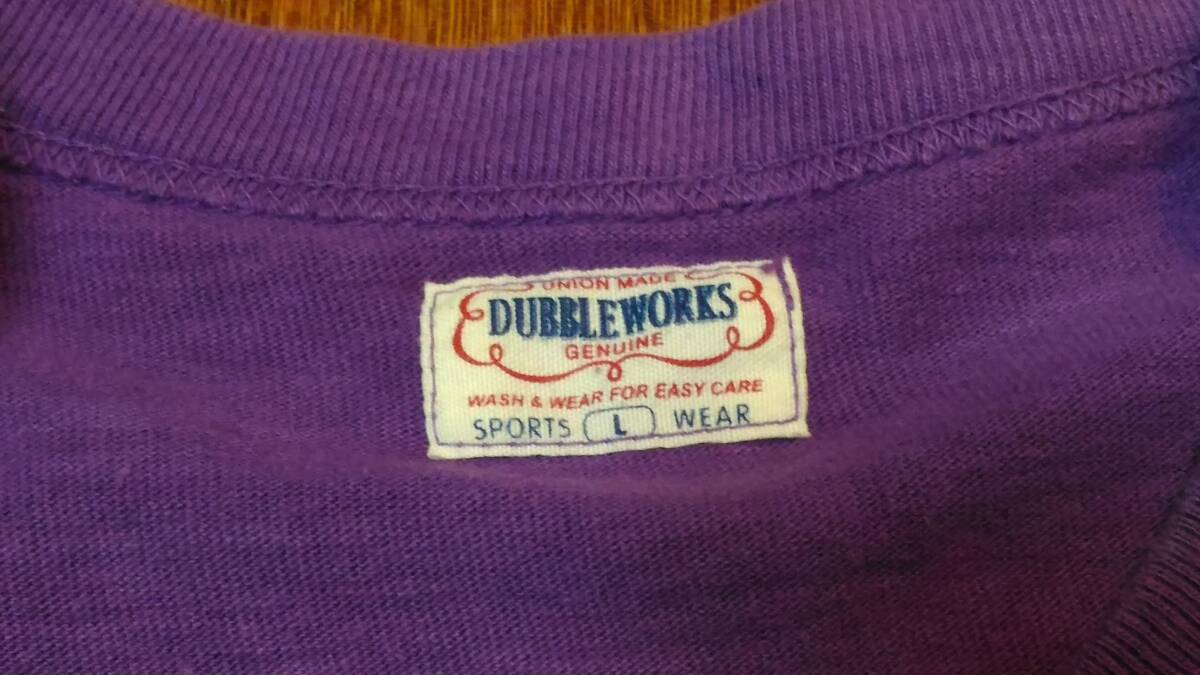 UNION MADE
DUBBLEWORKS
GENUINE
WASH & WEAR FOR EASY CARE
SPORTS L WEAR